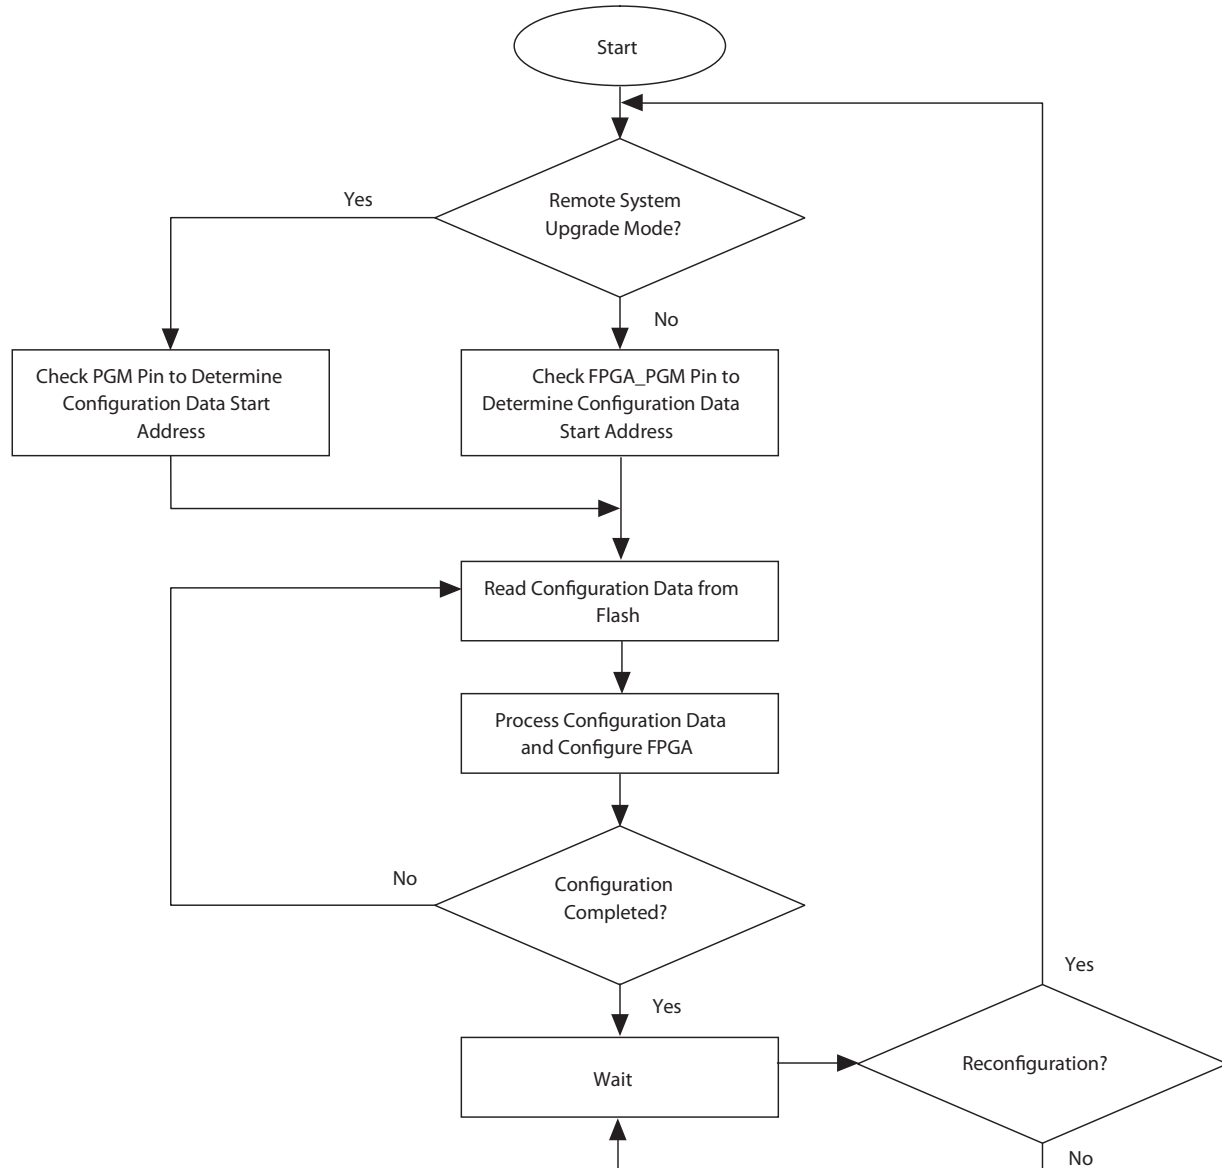 Start
Remote System
Upgrade Mode?
Yes
No
Check PGM Pin to Determine
Configuration Data Start
Address
Check FPGA_PGM Pin to
Determine Configuration Data
Start Address
Read Configuration Data from
Flash
Process Configuration Data
and Configure FPGA
Configuration
Completed?
No
Yes
Wait
Reconfiguration?
Yes
No